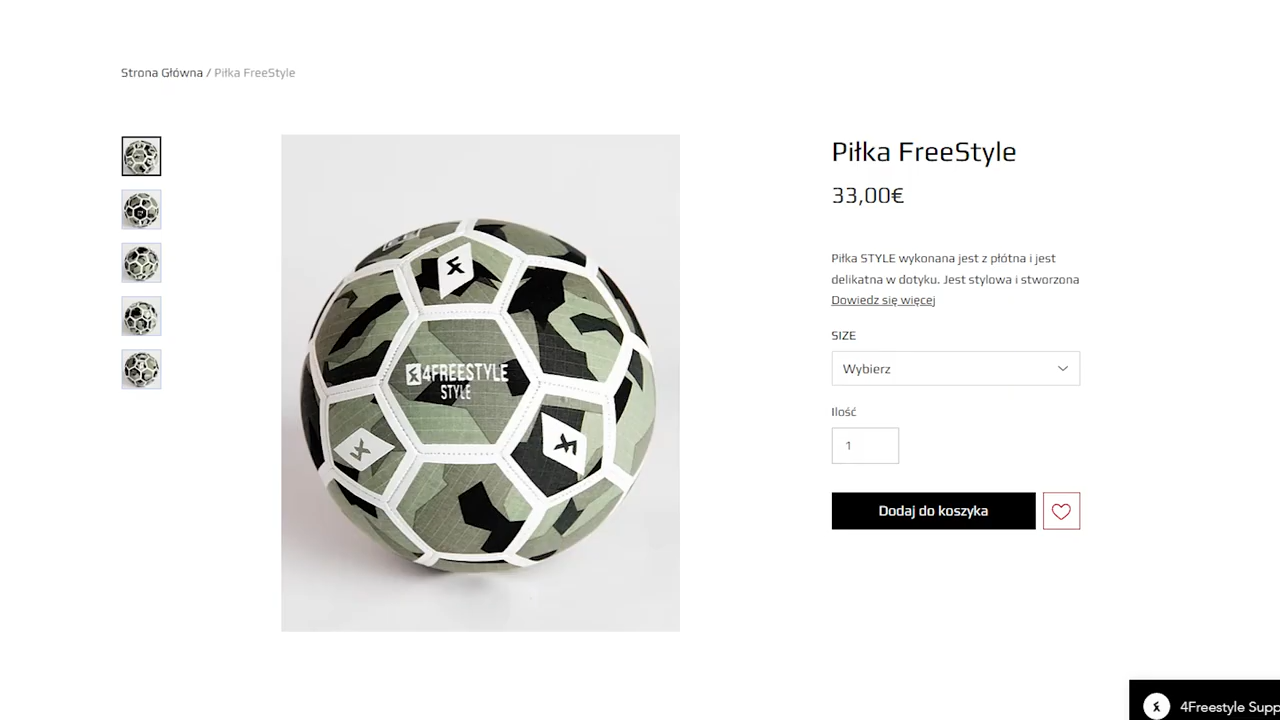 Strona Główna / Piłka FreeStyle
Piłka FreeStyle
33,00€
Piłka STYLE wykonana jest z płótna i jest
delikatna w dotyku. Jest stylowa i stworzona
Dowiedz się więcej
SIZE
Wybierz
Ilość
1
Dodaj do koszyka
4FREESTYLE
STYLE
4Freestyle Supp